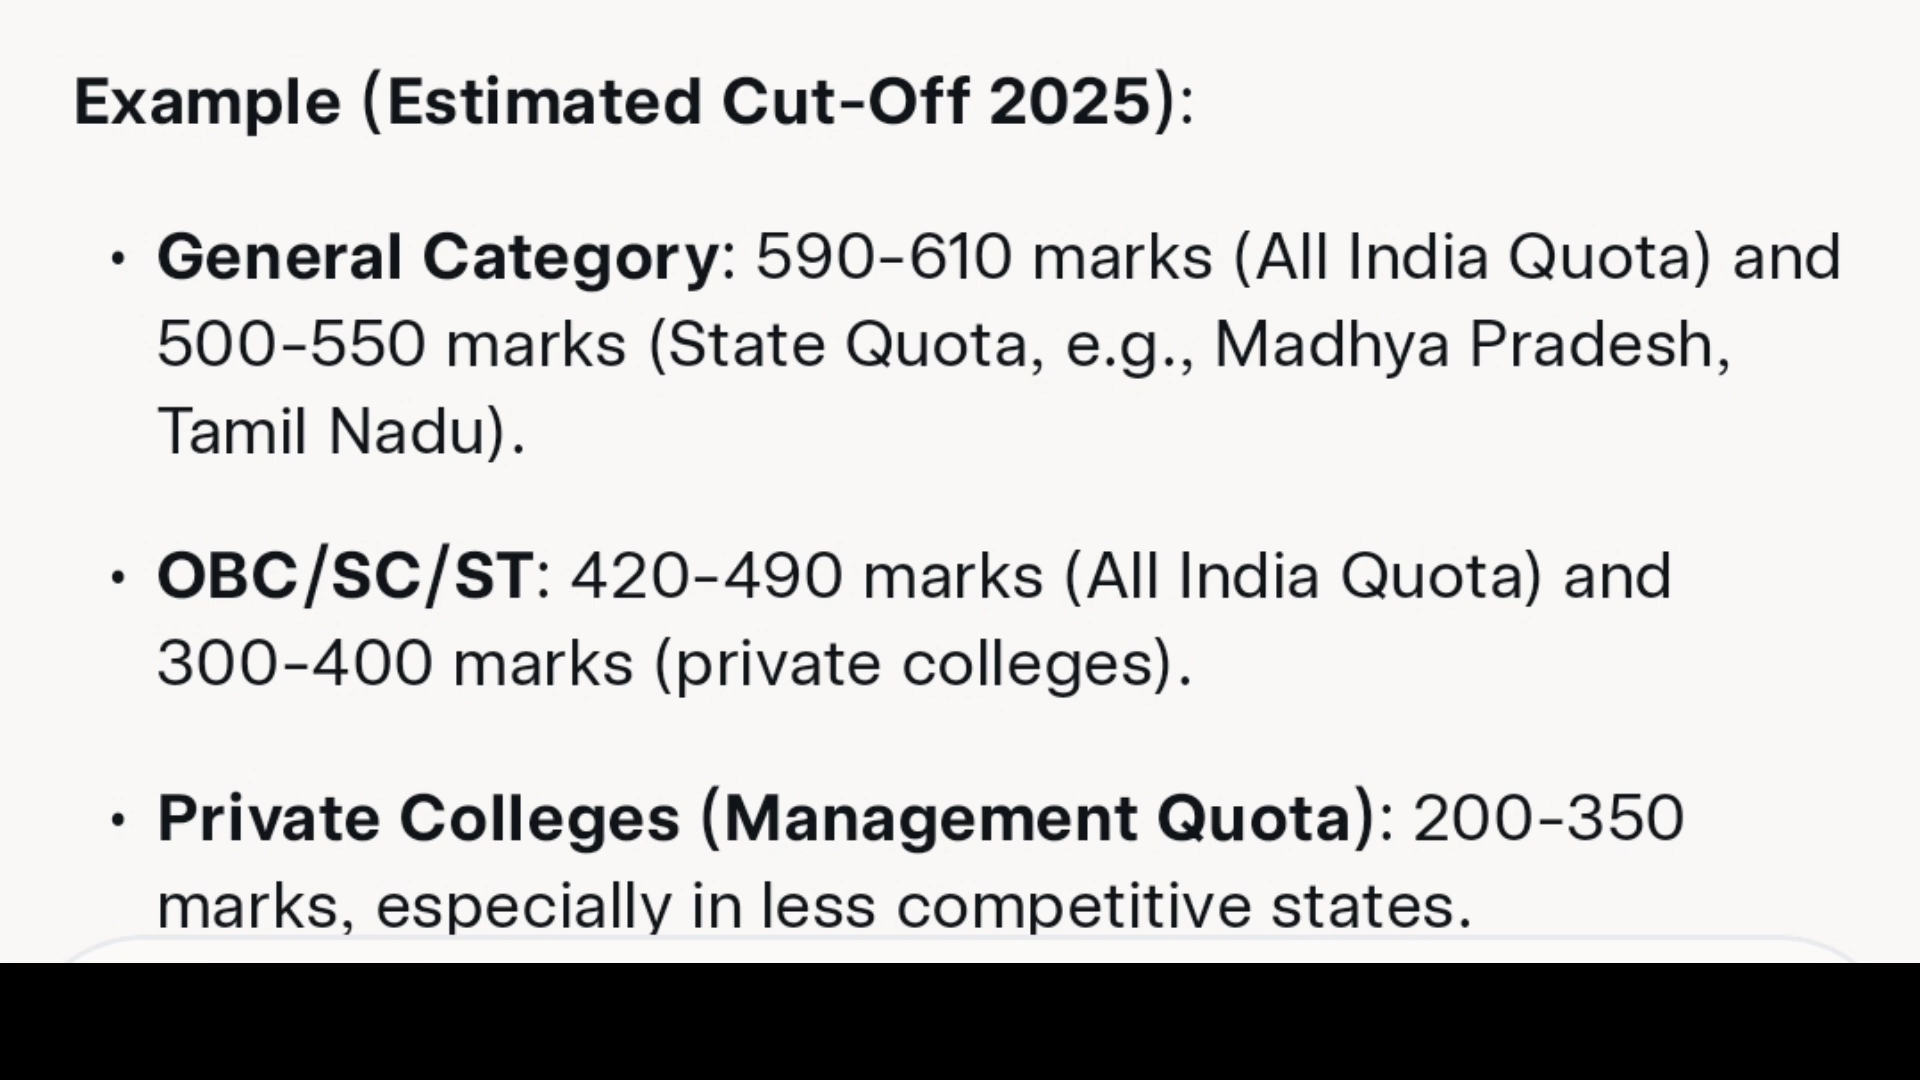 Example (Estimated Cut-Off 2025):
• General Category: 590-610 marks (All India Quota) and
500-550 marks (State Quota, e.g., Madhya Pradesh,
Tamil Nadu).
• OBC/SC/ST: 420-490 marks (All India Quota) and
300-400 marks (private colleges).
• Private Colleges (Management Quota): 200-350
marks, especially in less competitive states.